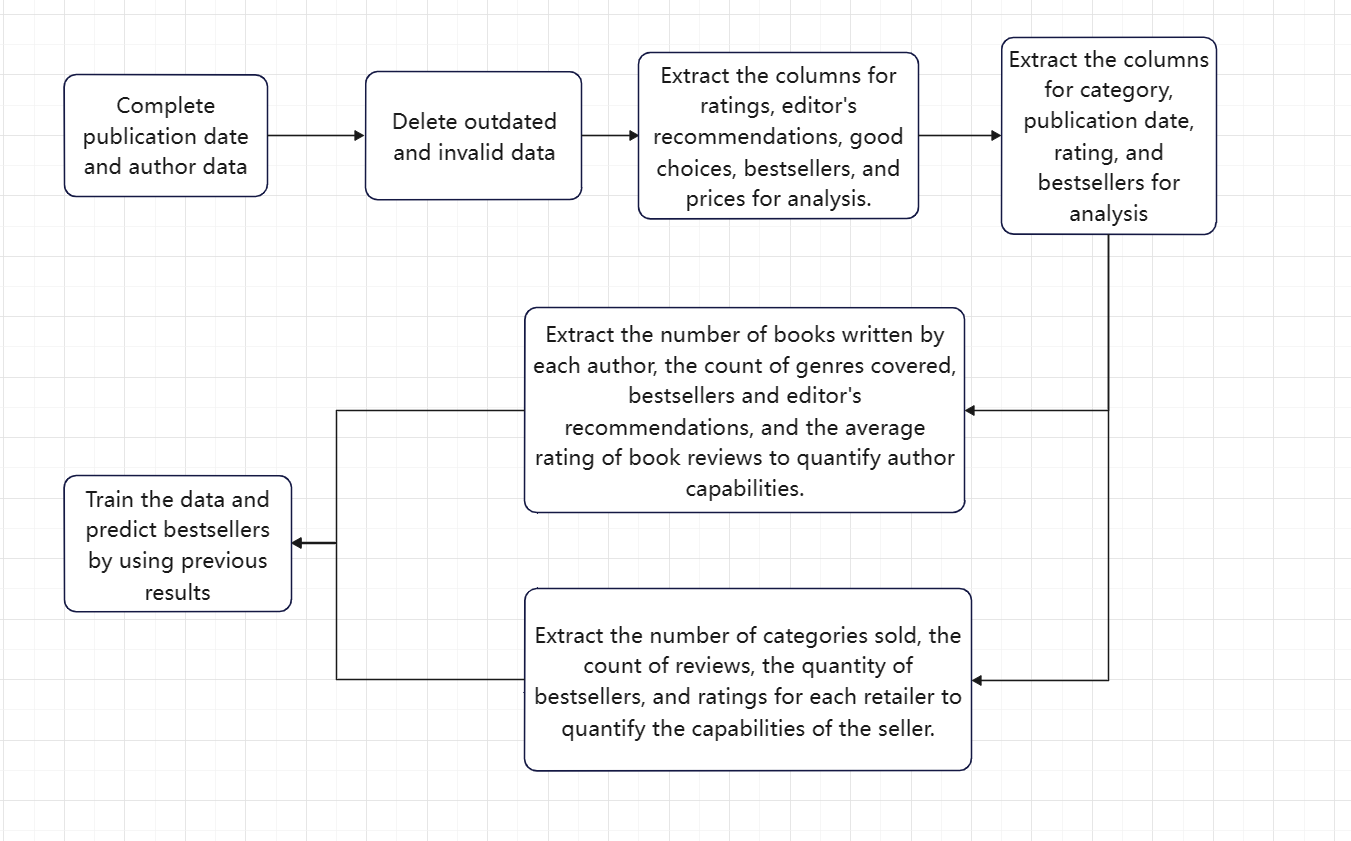 Complete
publication date
and author data
Delete outdated
and invalid data
Extract the columns for
ratings, editor's
recommendations, good
choices, bestsellers, and
prices for analysis.
Extract the columns
for category,
publication date,
rating, and
bestsellers for
analysis
Extract the number of books written by
each author, the count of genres covered,
bestsellers and editor's
recommendations, and the average
rating of book reviews to quantify author
capabilities.
Train the data and
predict bestsellers
by using previous
results
Extract the number of categories sold, the
count of reviews, the quantity of
bestsellers, and ratings for each retailer to
quantify the capabilities of the seller.